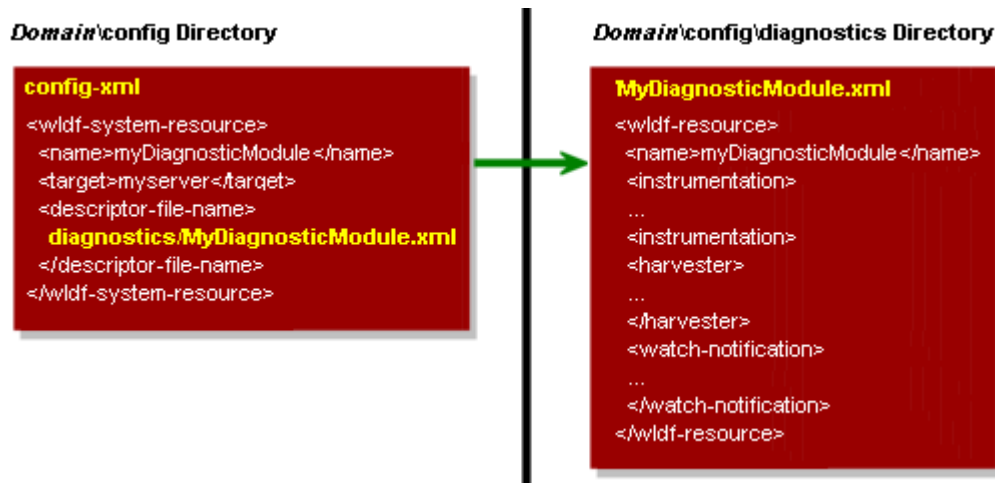 Domain\config Directory
config-xml
<wldf-system-resource>
<name>myDiagnosticModule</name>
<target>myserver</target>
<descriptor-file-name>
diagnostics/MyDiagnosticModule.xml
</descriptor-file-name>
</wldf-system-resource>
Domain\config\diagnostics Directory
MyDiagnosticModule.xml
<wldf-resource>
<name>myDiagnosticModule</name>
<instrumentation>
...
<instrumentation>
<harvester>
...
</harvester>
<watch-notification>
...
</watch-notification>
</wldf-resource>